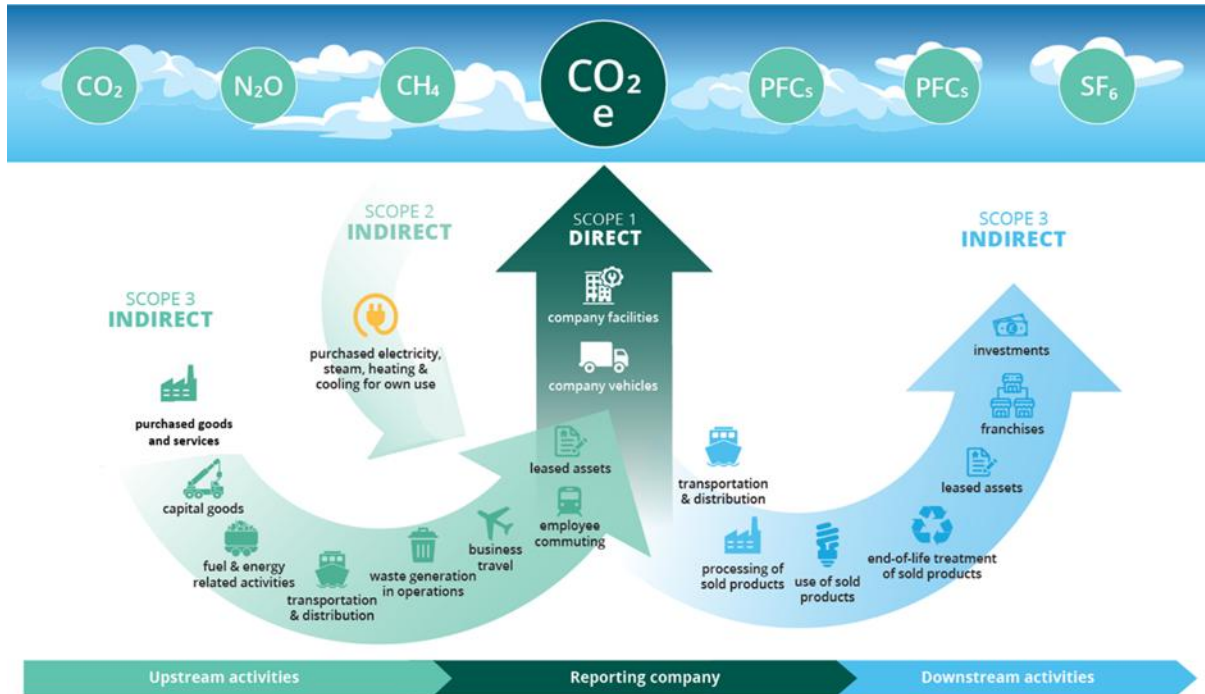 CO₂
N₂O
CH₄
CO₂
e
PFCs
PFCs
SF₆
SCOPE 2
INDIRECT
SCOPE 1
DIRECT
SCOPE 3
INDIRECT
SCOPE 3
INDIRECT
company facilities
company vehicles
purchased electricity,
steam, heating &
cooling for own use
purchased goods
and services
capital goods
fuel & energy
related activities
transportation
& distribution
waste generation
in operations
business
travel
employee
commuting
leased assets
transportation
& distribution
processing of
sold products
use of sold
products
end-of-life treatment
of sold products
leased assets
franchises
investments
Upstream activities
Reporting company
Downstream activities